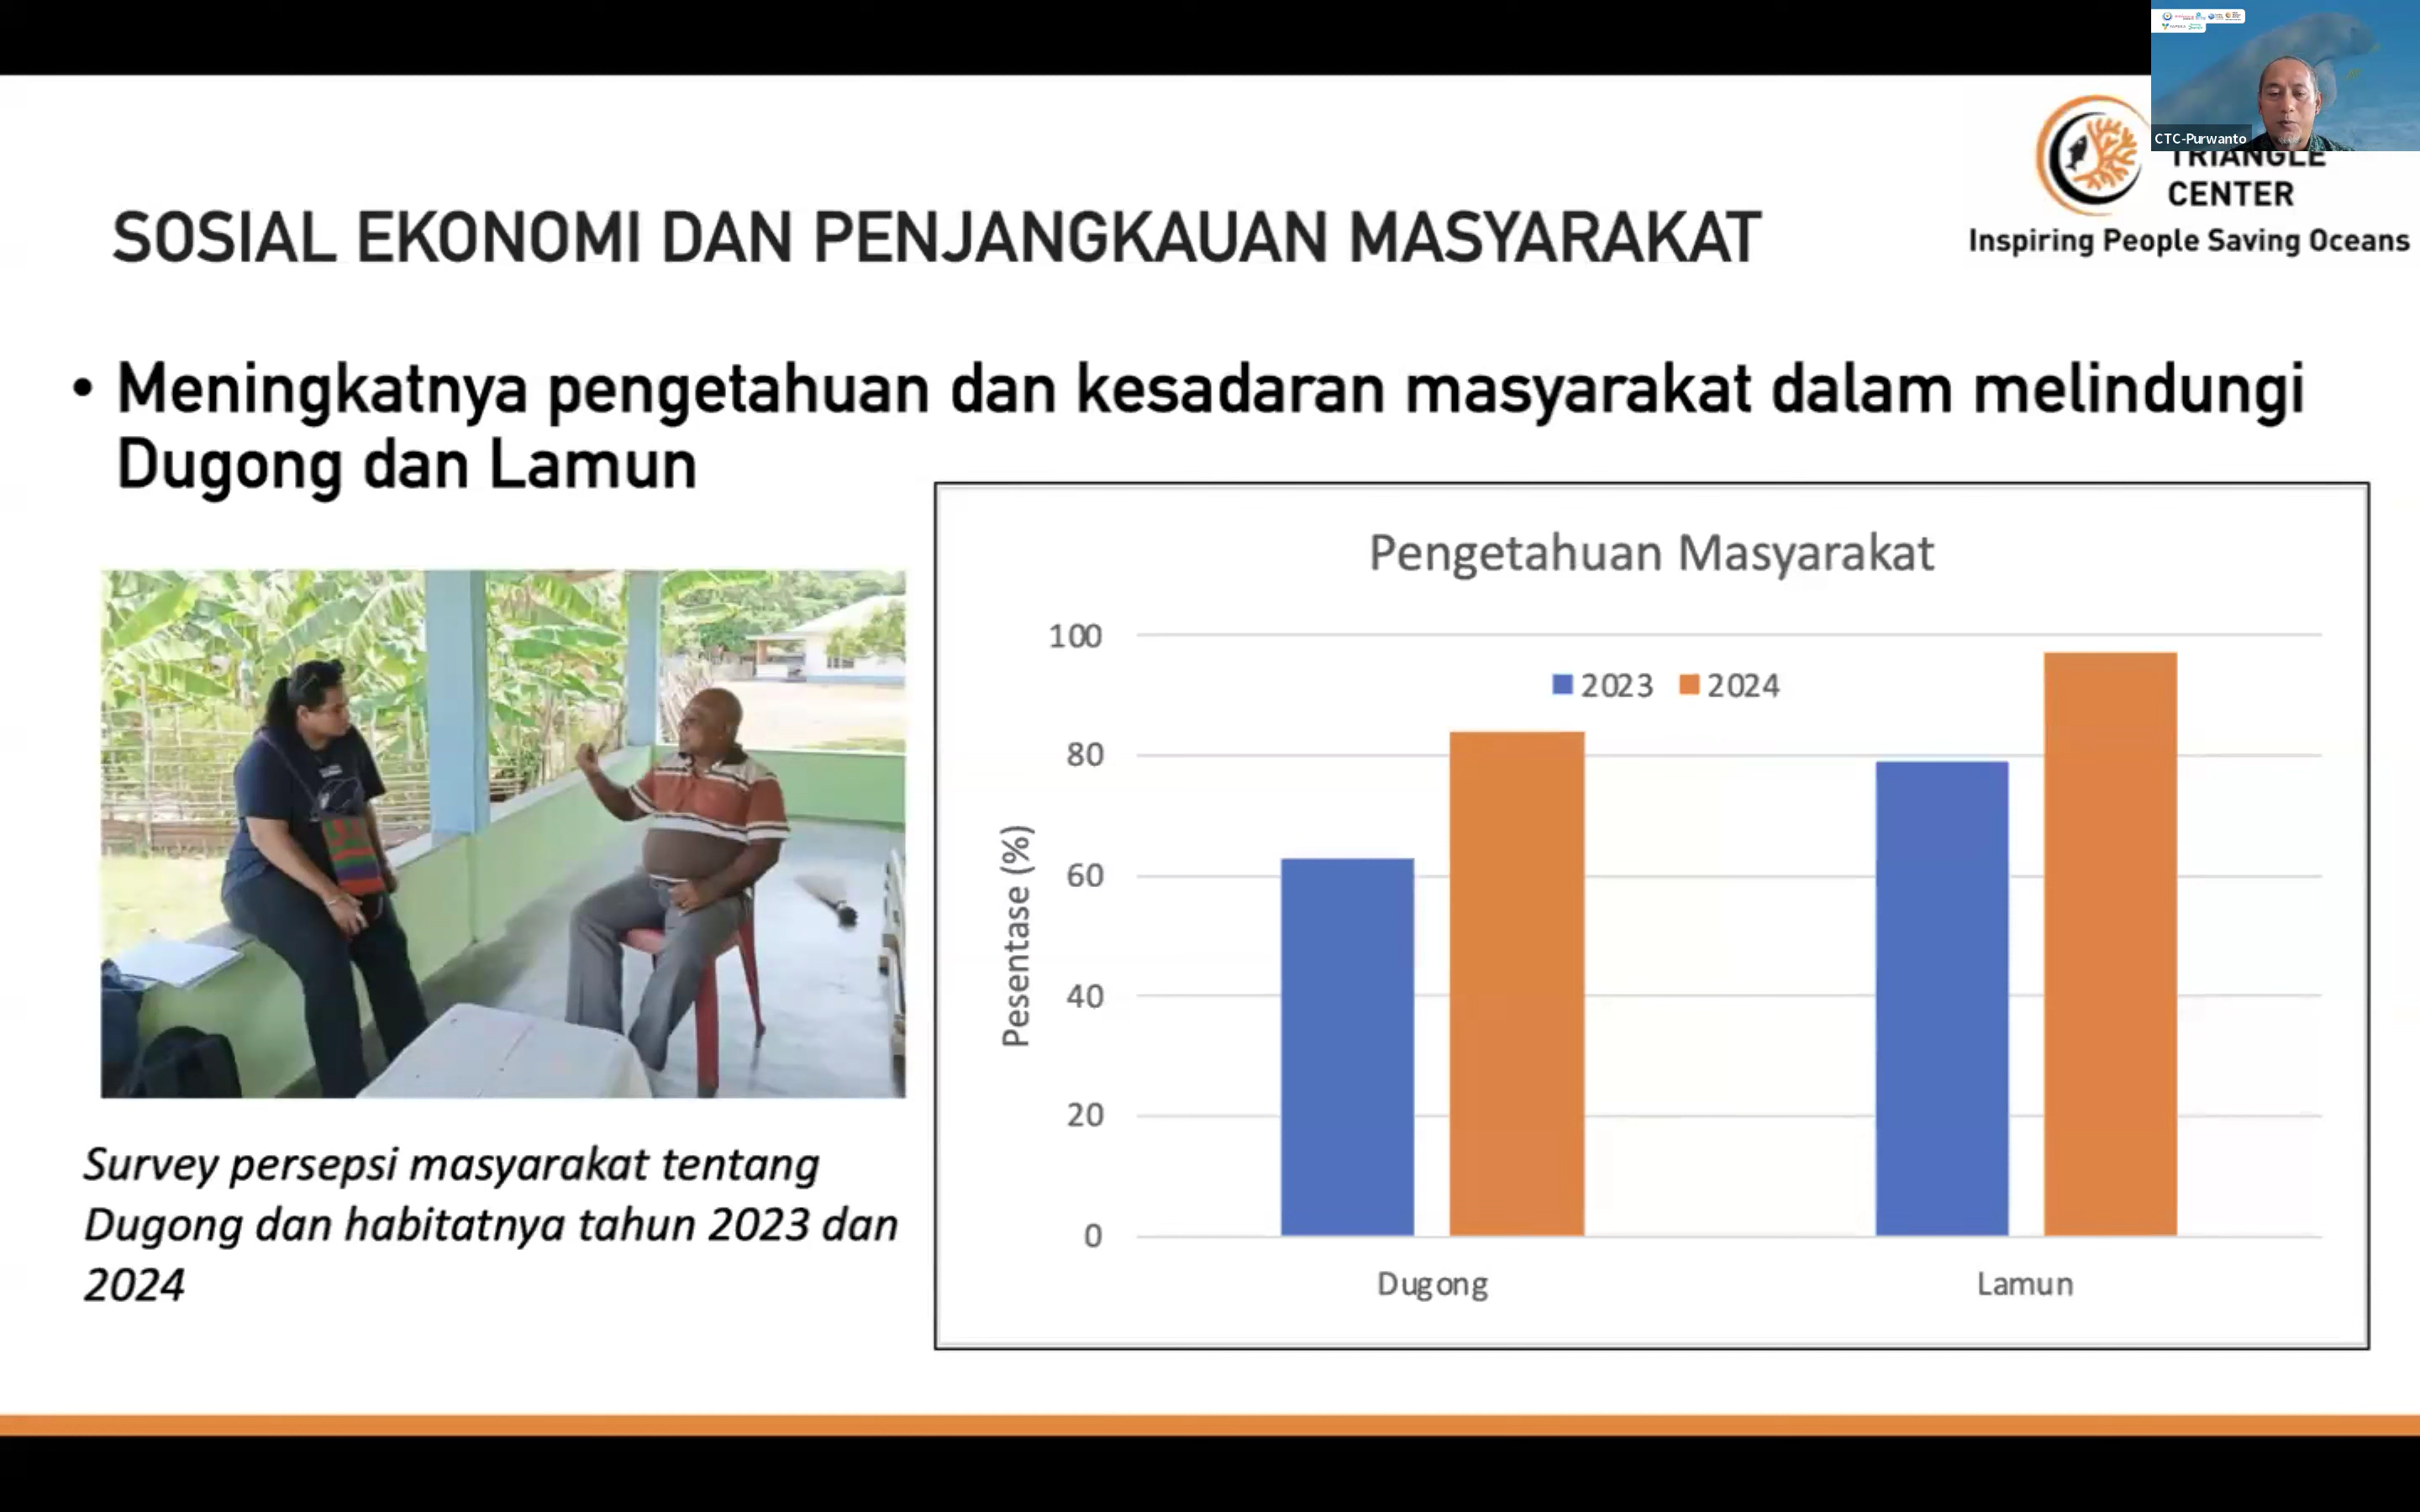 CTC-Purwanto
TRIANGLE
CENTER
Inspiring People Saving Oceans
SOSIAL EKONOMI DAN PENJANGKAUAN MASYARAKAT
• Meningkatnya pengetahuan dan kesadaran masyarakat dalam melindungi
Dugong dan Lamun
Survey persepsi masyarakat tentang
Dugong dan habitatnya tahun 2023 dan
2024
Pengetahuan Masyarakat
2023 2024
Pesentase (%)
100
80
60
40
20
0
Dugong Lamun